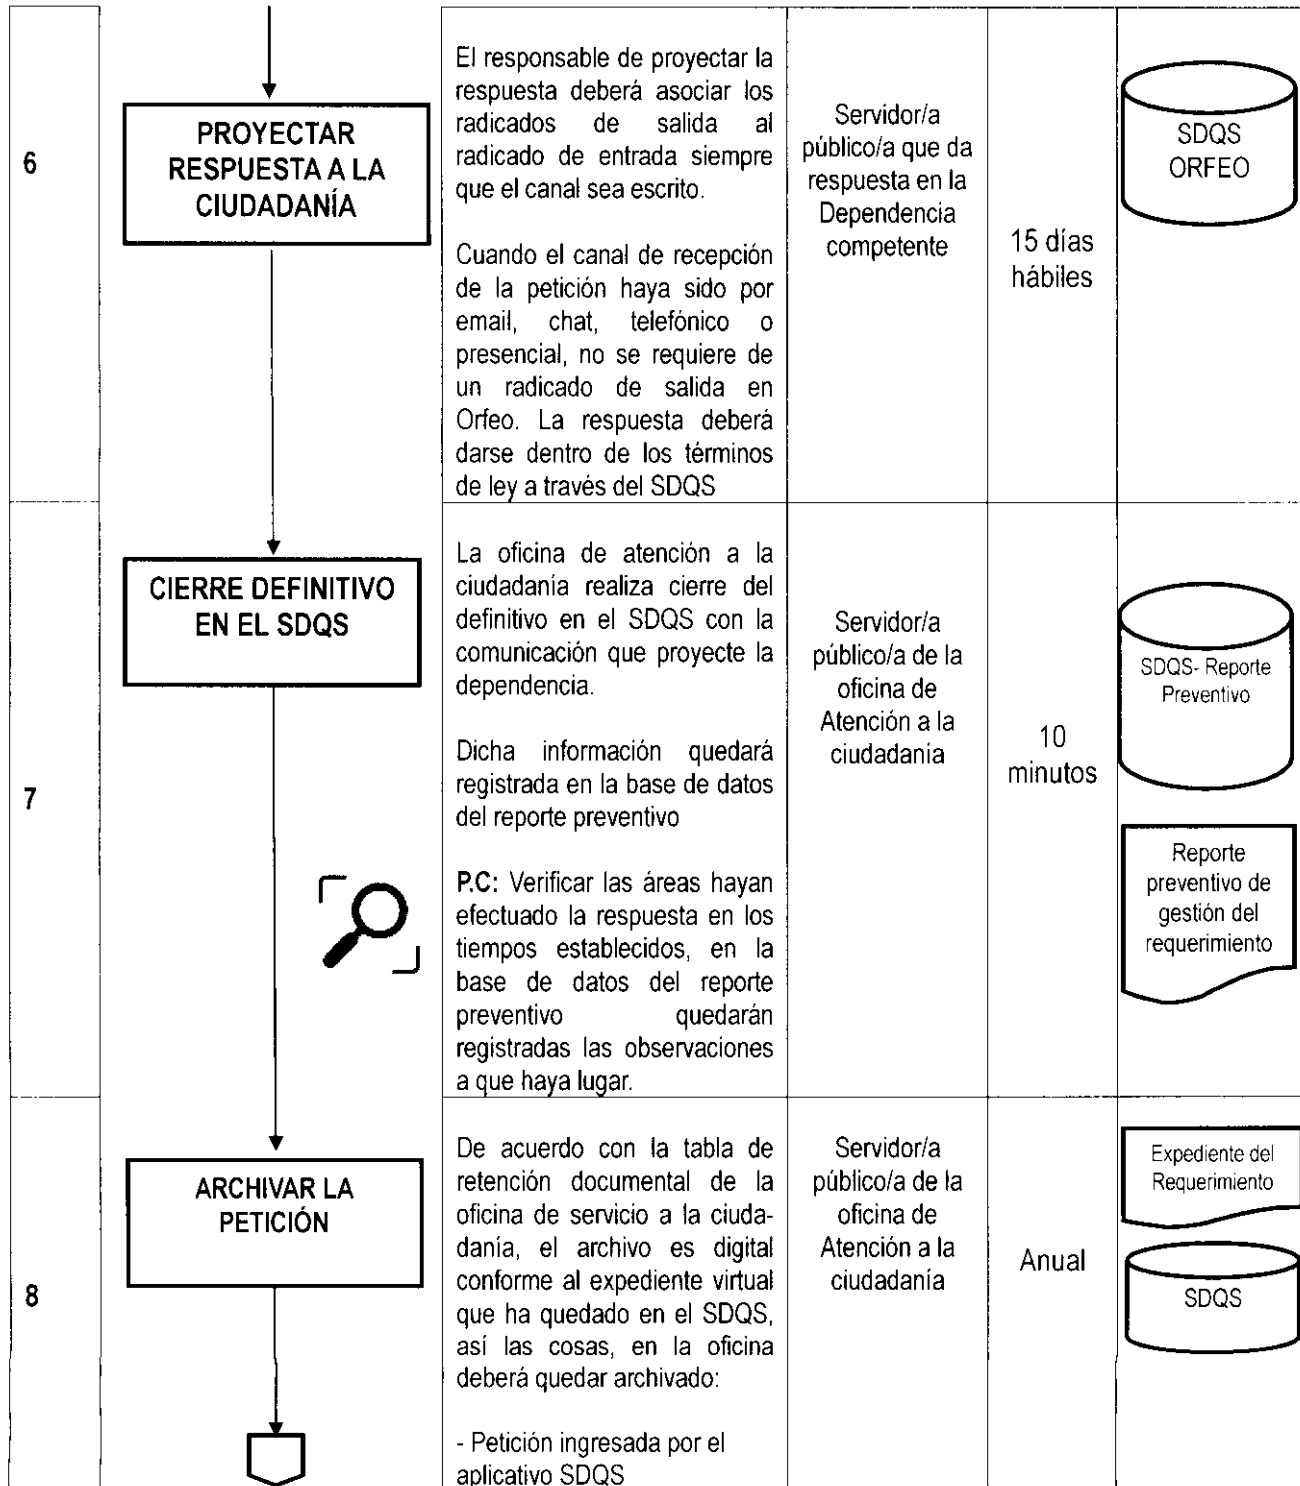 6
PROYECTAR
RESPUESTA A LA
CIUDADANÍA
El responsable de proyectar la
respuesta deberá asociar los
radicados de salida al
radicado de entrada siempre
que el canal sea escrito.
Cuando el canal de recepción
de la petición haya sido por
email, chat, telefónico o
presencial, no se requiere de
un radicado de salida en
Orfeo. La respuesta deberá
darse dentro de los términos
de ley a través del SDQS
Servidor/a
público/a que da
respuesta en la
Dependencia
competente
15 días
hábiles
SDQS
ORFEO
7
CIERRE DEFINITIVO
EN EL SDQS
La oficina de atención a la
ciudadanía realiza cierre del
definitivo en el SDQS con la
comunicación que proyecte la
dependencia.
Dicha información quedará
registrada en la base de datos
del reporte preventivo
P.C: Verificar las áreas hayan
efectuado la respuesta en los
tiempos establecidos, en la
base de datos del reporte
preventivo quedarán
registradas las observaciones
a que haya lugar.
Servidor/a
público/a de la
oficina de
Atención a la
ciudadanía
10
minutos
SDQS- Reporte
Preventivo
Reporte
preventivo de
gestión del
requerimiento
8
ARCHIVAR LA
PETICIÓN
De acuerdo con la tabla de
retención documental de la
oficina de servicio a la ciuda-
danía, el archivo es digital
conforme al expediente virtual
que ha quedado en el SDQS,
así las cosas, en la oficina
deberá quedar archivado:
- Petición ingresada por el
aplicativo SDQS
Servidor/a
público/a de la
oficina de
Atención a la
ciudadanía
Anual
Expediente del
Requerimiento
SDQS